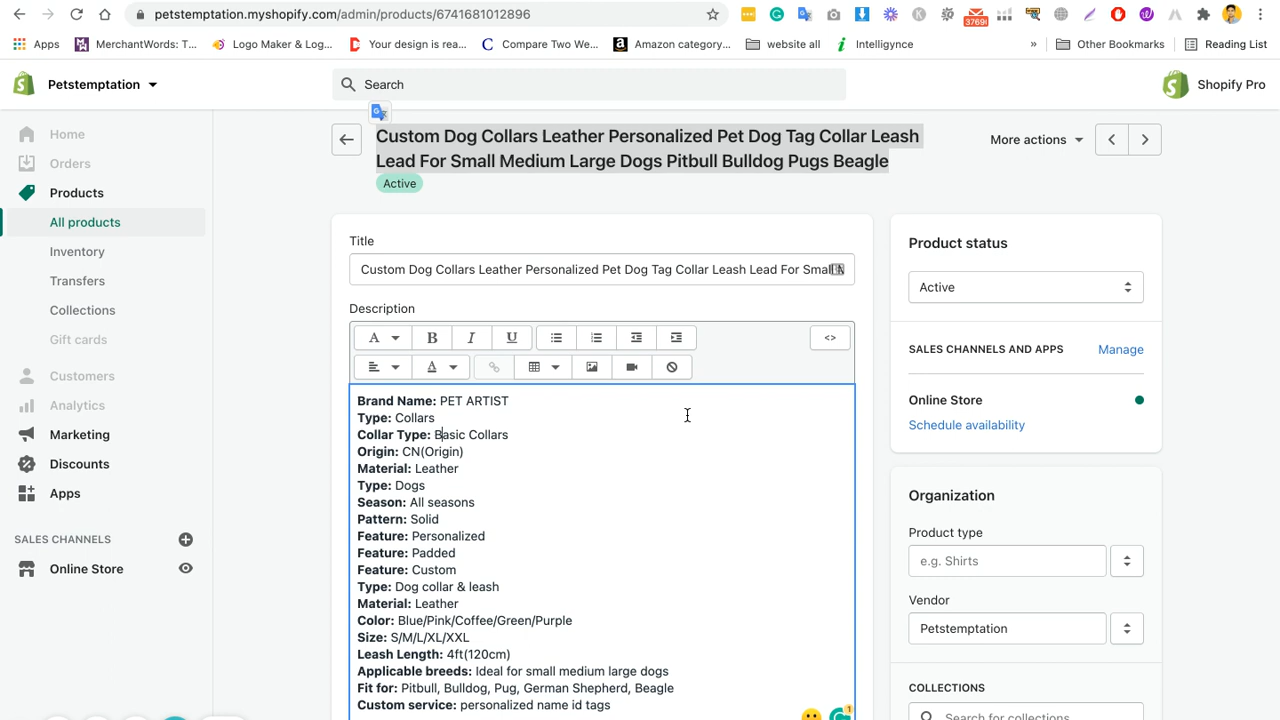 petstemptation.myshopify.com/admin/products/6741681012896
3769
Apps
MerchantWords: T...
Logo Maker & Log...
Your design is rea...
Compare Two We...
Amazon category...
website all
Intelligynce
»
Other Bookmarks
Reading List
Petstemptation
Search
Shopify Pro
Home
Orders
Products
All products
Inventory
Transfers
Collections
Gift cards
Customers
Analytics
Marketing
Discounts
Apps
SALES CHANNELS
Online Store
Custom Dog Collars Leather Personalized Pet Dog Tag Collar Leash
Lead For Small Medium Large Dogs Pitbull Bulldog Pugs Beagle
Active
More actions
Title
Custom Dog Collars Leather Personalized Pet Dog Tag Collar Leash Lead For Smal
Description
A B I U <>
A
Brand Name: PET ARTIST
Type: Collars
Collar Type: Basic Collars
Origin: CN(Origin)
Material: Leather
Type: Dogs
Season: All seasons
Pattern: Solid
Feature: Personalized
Feature: Padded
Feature: Custom
Type: Dog collar & leash
Material: Leather
Color: Blue/Pink/Coffee/Green/Purple
Size: S/M/L/XL/XXL
Leash Length: 4ft(120cm)
Applicable breeds: Ideal for small medium large dogs
Fit for: Pitbull, Bulldog, Pug, German Shepherd, Beagle
Custom service: personalized name id tags
1
Product status
Active
SALES CHANNELS AND APPS
Manage
Online Store
Schedule availability
Organization
Product type
e.g. Shirts
Vendor
Petstemptation
COLLECTIONS
Search for collections